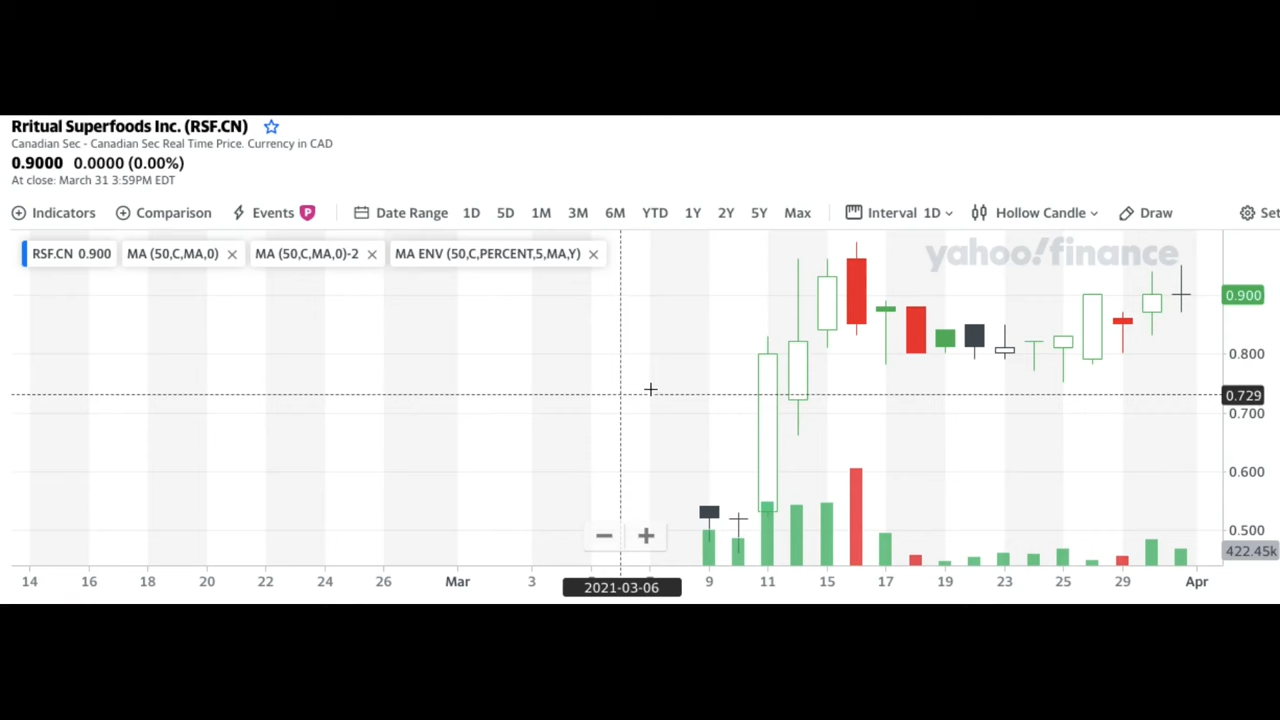 Rritual Superfoods Inc. (RSF.CN)
Canadian Sec - Canadian Sec Real Time Price. Currency in CAD
0.9000 0.0000 (0.00%)
At close: March 31 3:59PM EDT
Indicators Comparison Events P Date Range 1D 5D 1M 3M 6M YTD 1Y 2Y 5Y Max Interval 1D Hollow Candle Draw Set
RSF.CN 0.900 MA (50,C,MA,0) MA (50,C,MA,0)-2 MA ENV (50,C,PERCENT,5,MA,Y)
yahoo!finance
0.900
0.800
0.729
0.700
0.600
0.500
422.45k
14 16 18 20 22 24 26 Mar 3 9 11 15 17 19 23 25 29 Apr
2021-03-06